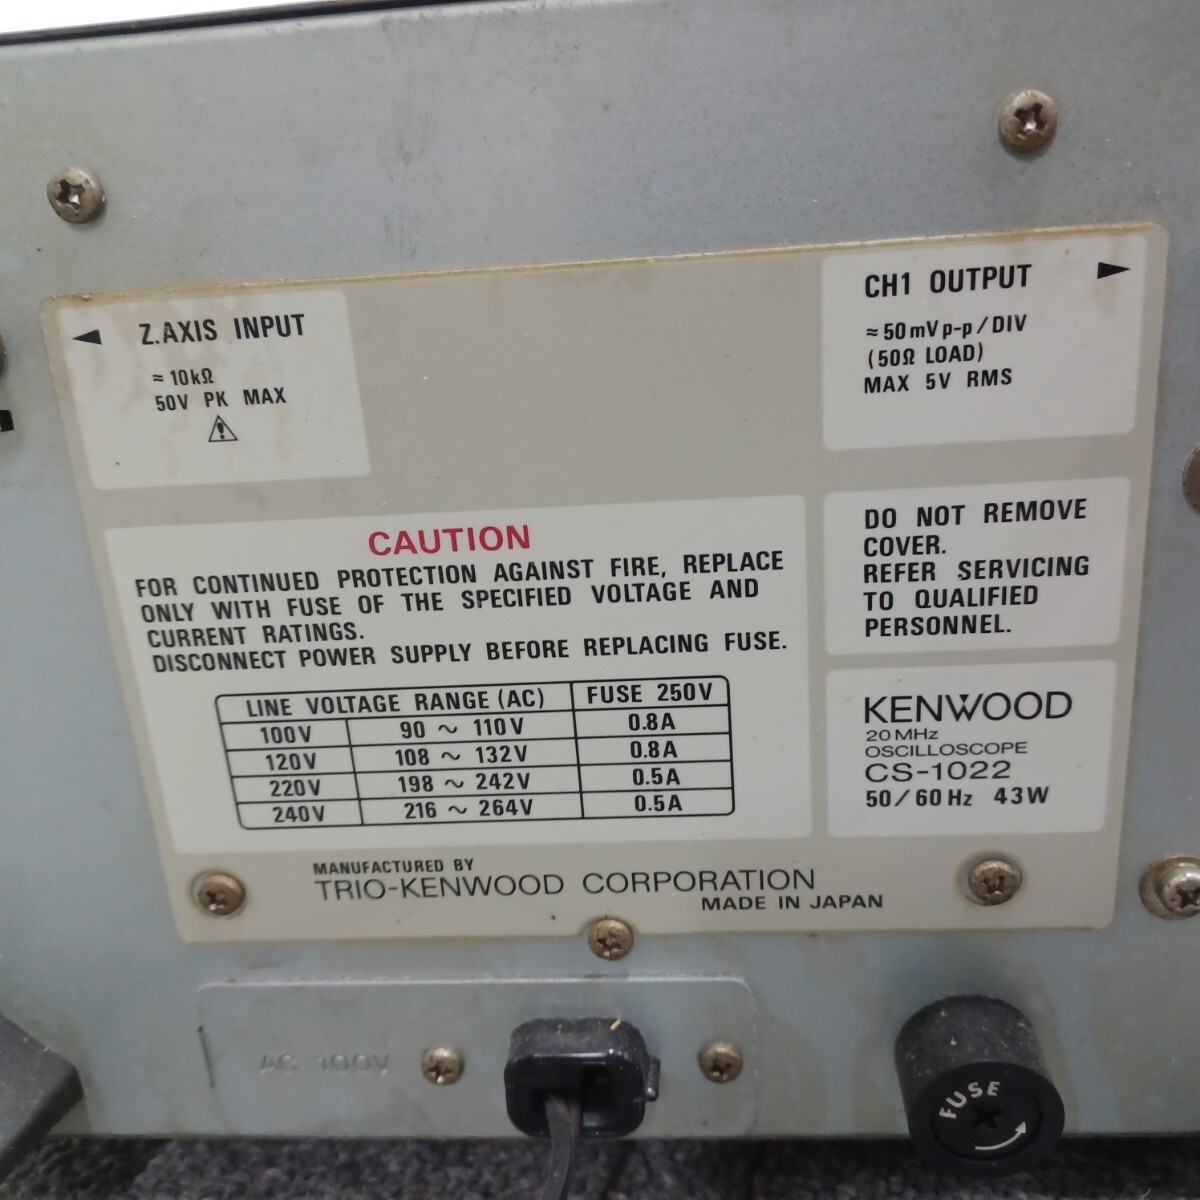 Z.AXIS INPUT
≈ 10kΩ
50V PK MAX
CH1 OUTPUT
≈ 50mVp-p/DIV
(50Ω LOAD)
MAX 5V RMS
CAUTION
FOR CONTINUED PROTECTION AGAINST FIRE, REPLACE
ONLY WITH FUSE OF THE SPECIFIED VOLTAGE AND
CURRENT RATINGS.
DISCONNECT POWER SUPPLY BEFORE REPLACING FUSE.
LINE VOLTAGE RANGE (AC) FUSE 250V
100V 90 ~ 110V 0.8A
120V 108 ~ 132V 0.8A
220V 198 ~ 242V 0.5A
240V 216 ~ 264V 0.5A
DO NOT REMOVE
COVER.
REFER SERVICING
TO QUALIFIED
PERSONNEL.
KENWOOD
20MHz
OSCILLOSCOPE
CS-1022
50/60Hz 43W
MANUFACTURED BY
TRIO-KENWOOD CORPORATION
MADE IN JAPAN
AC 100V
FUSE